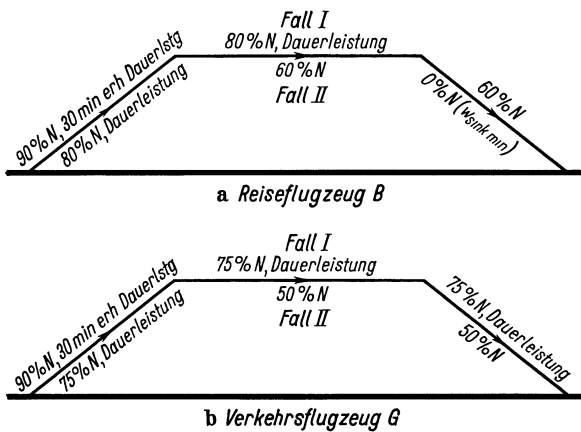 Fall I
80%N, Dauerleistung
90%N, 30 min erh Dauerlstg
80%N, Dauerleistung
60%N
Fall II
60%N
0%N (wsink min)
a Reiseflugzeug B
Fall I
75%N, Dauerleistung
90%N, 30 min erh Dauerlstg
75%N, Dauerleistung
50%N
Fall II
75%N, Dauerleistung
50%N
b Verkehrsflugzeug G